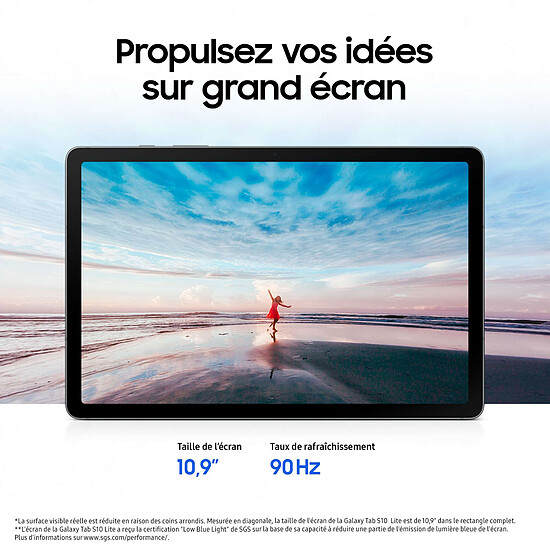 Propulsez vos idées
sur grand écran
Taille de l'écran
10,9"
Taux de rafraîchissement
90Hz
*La surface visible réelle est réduite en raison des coins arrondis. Mesurée en diagonale, la taille de l'écran de la Galaxy Tab S10 Lite est de 10,9" dans le rectangle complet.
**L'écran de la Galaxy Tab S10 Lite a reçu la certification "Low Blue Light" de SGS sur la base de sa capacité à réduire une partie de l'émission de lumière bleue de l'écran.
Plus d'informations sur www.sgs.com/performance/.